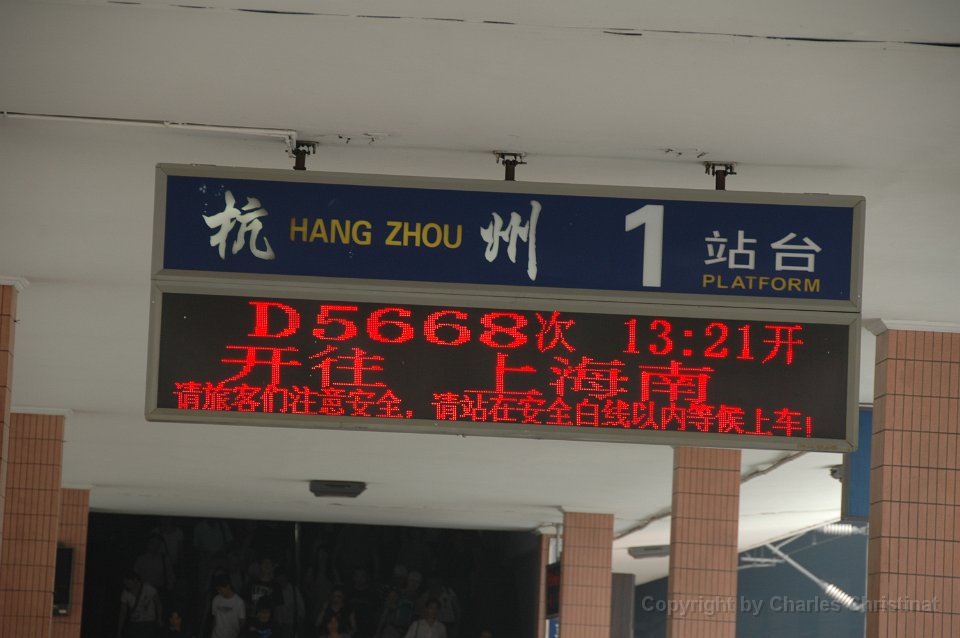 杭 HANG ZHOU 州 1 站台
PLATFORM
D5668次 13:21开
开往 上海南
请旅客们注意安全，请站在安全白线以内等候上车!
Copyright by Charles Christinat